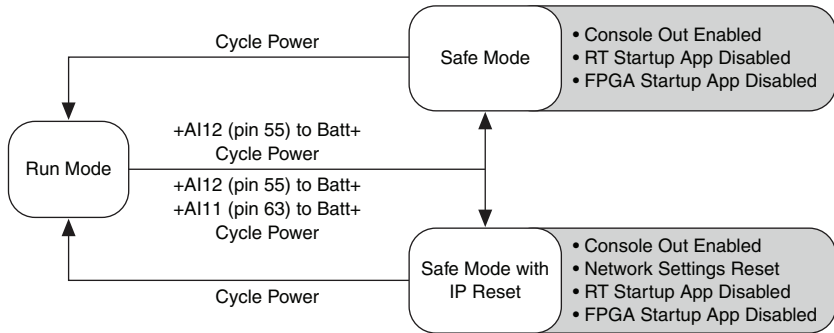 Cycle Power
Safe Mode
• Console Out Enabled
• RT Startup App Disabled
• FPGA Startup App Disabled
Run Mode
+AI12 (pin 55) to Batt+
Cycle Power
+AI12 (pin 55) to Batt+
+AI11 (pin 63) to Batt+
Cycle Power
Cycle Power
Safe Mode with
IP Reset
• Console Out Enabled
• Network Settings Reset
• RT Startup App Disabled
• FPGA Startup App Disabled